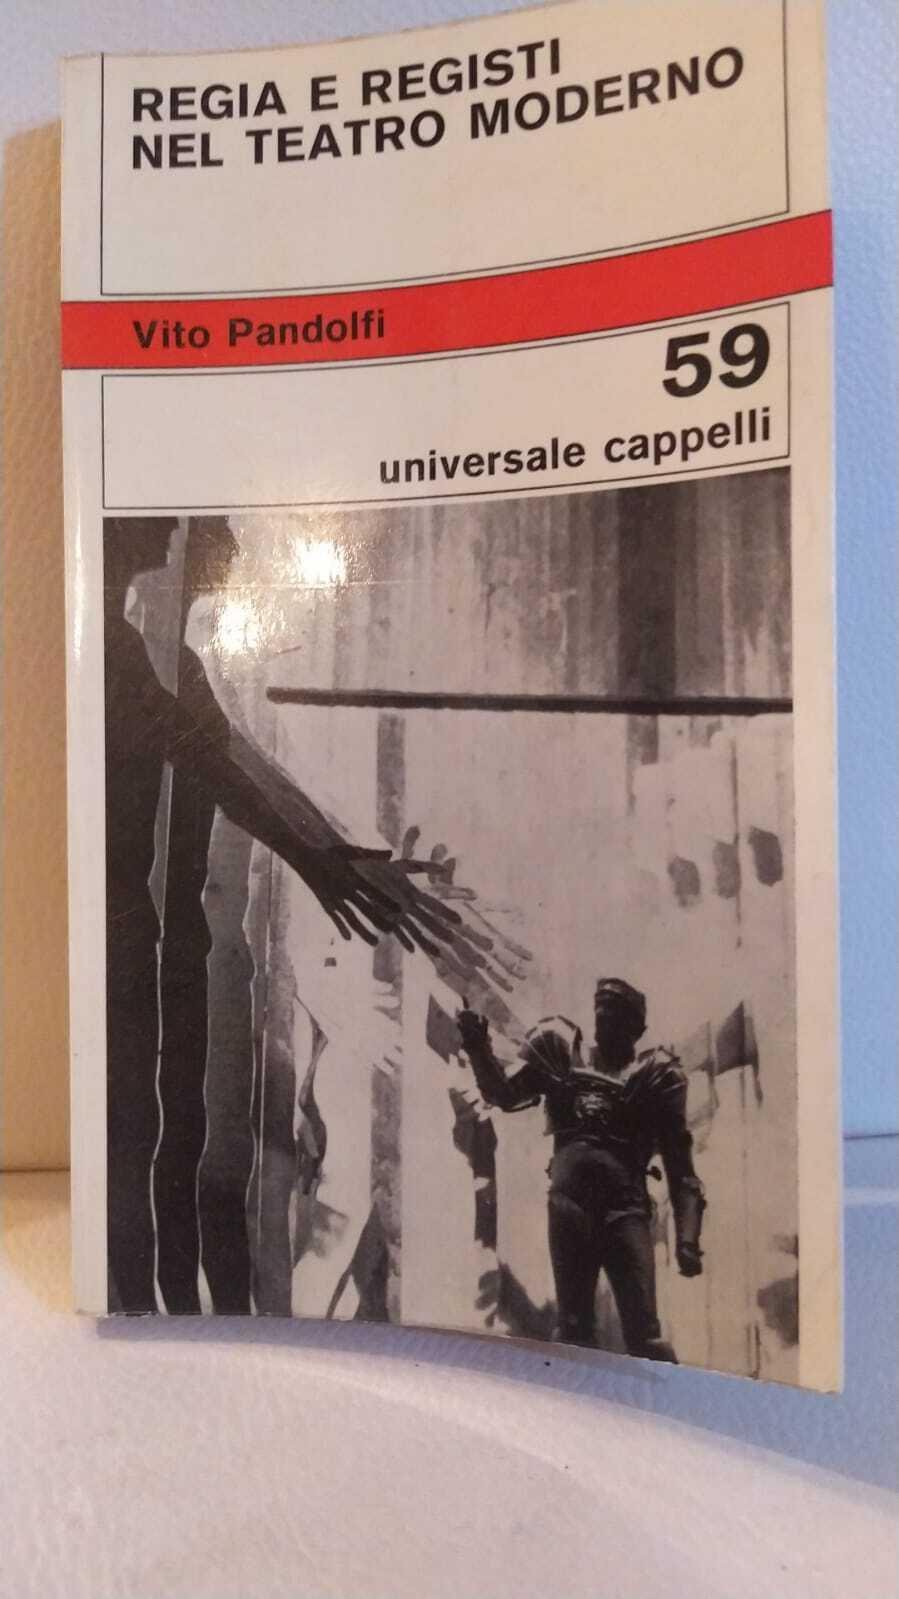 REGIA E REGISTI
NEL TEATRO MODERNO
Vito Pandolfi
59
universale cappelli